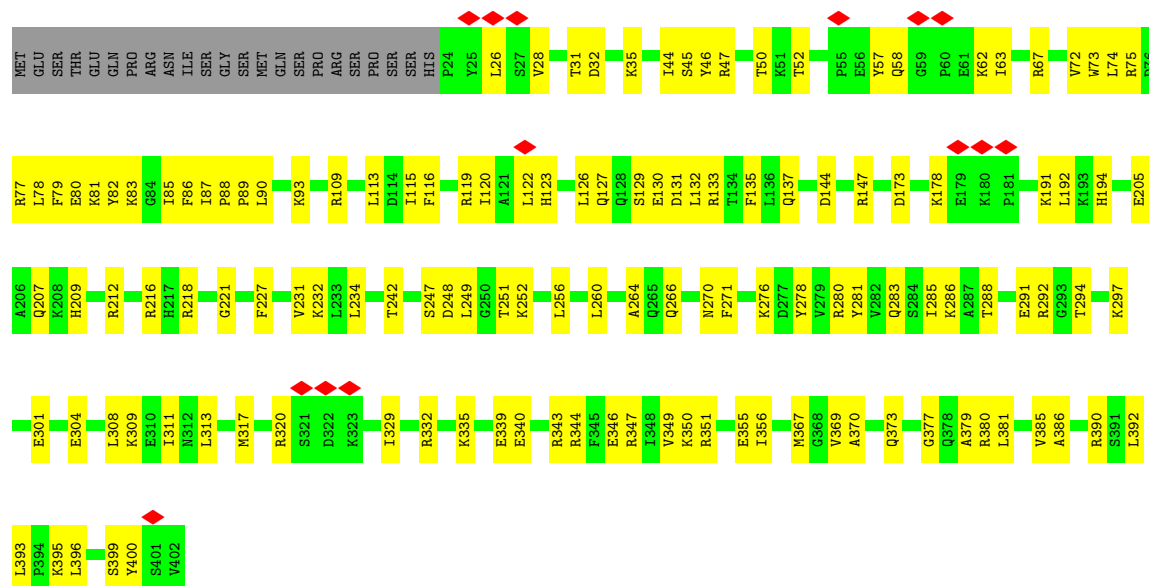 MET GLU SER THR GLU GLN PRO ARG ASN ILE SER GLY SER MET GLN SER PRO ARG SER PRO SER SER HIS P24 Y25 L26 S27 V28 T31 D32 K35 I44 S45 Y46 R47 T50 K51 T52 P55 E56 Y57 Q58 G59 P60 E61 K62 I63 R67 V72 W73 L74 R75 D76
R77 L78 F79 E80 K81 Y82 K83 G84 I85 F86 I87 P88 P89 L90 K93 R109 L113 D114 I115 F116 R119 I120 A121 L122 H123 L126 Q127 Q128 S129 E130 D131 L132 R133 T134 F135 L136 Q137 D144 R147 D173 K178 E179 K180 P181 K191 L192 K193 H194 E205
A206 Q207 K208 H209 R212 R216 H217 R218 G221 F227 V231 K232 L233 L234 T242 S247 D248 L249 G250 T251 K252 L256 L260 A264 Q265 Q266 N270 F271 K276 D277 Y278 V279 R280 Y281 V282 Q283 S284 I285 K286 A287 T288 E291 R292 G293 T294 K297
E301 E304 L308 K309 E310 I311 N312 L313 M317 R320 S321 D322 K323 I329 R332 K335 E339 E340 R343 R344 F345 E346 R347 I348 V349 K350 R351 E355 I356 M367 G368 V369 A370 Q373 G377 Q378 A379 R380 L381 V385 A386 R390 S391 L392
L393 P394 K395 L396 S399 Y400 S401 V402